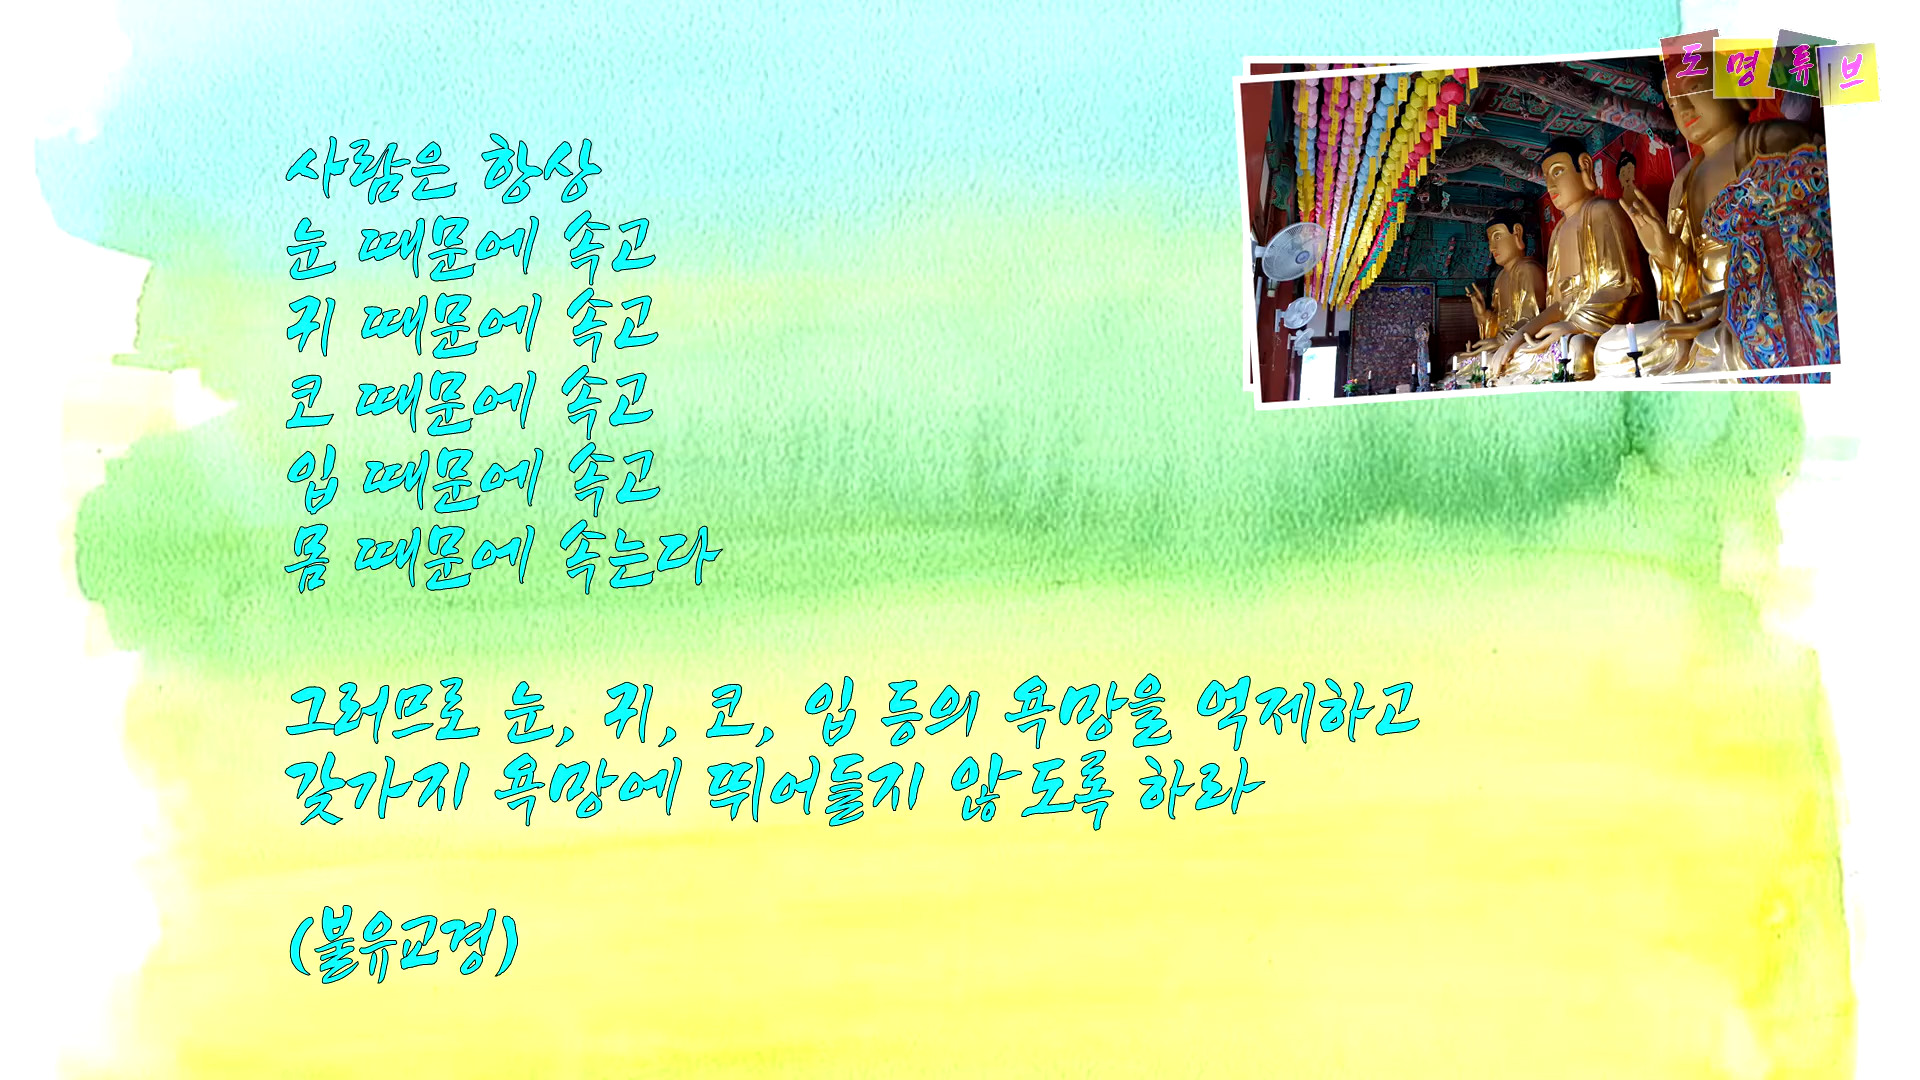 도명튜브
사람은 항상
눈 때문에 속고
귀 때문에 속고
코 때문에 속고
입 때문에 속고
몸 때문에 속는다
그러므로 눈, 귀, 코, 입 등의 욕망을 억제하고
갖가지 욕망에 뛰어들지 않도록 하라
(불유교경)